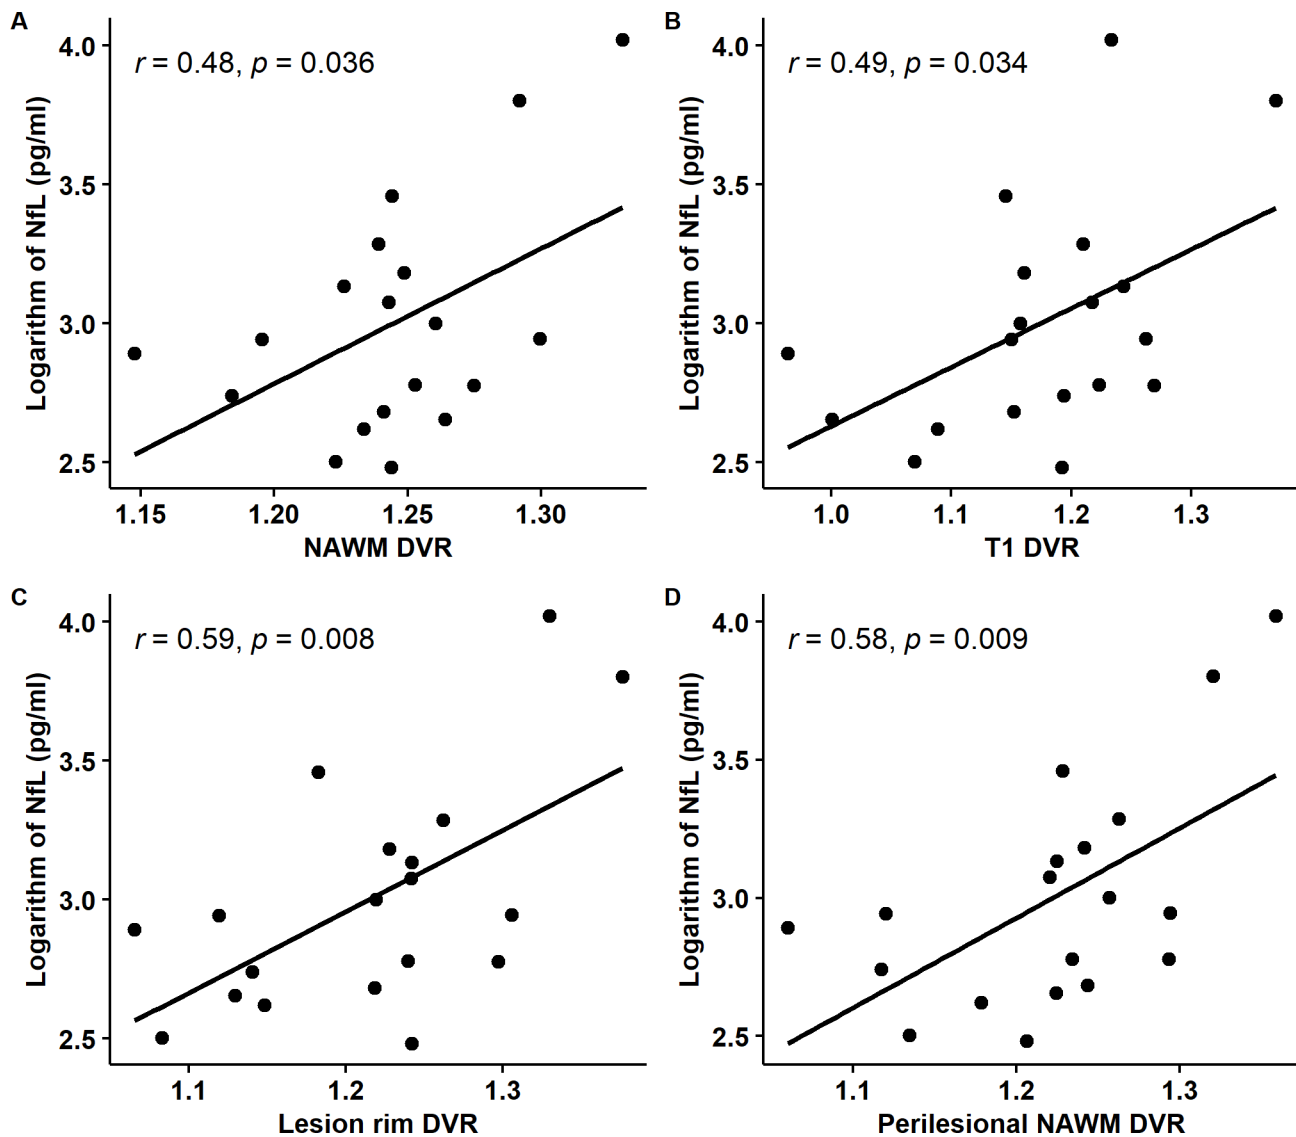 A
r = 0.48, p = 0.036
Logarithm of NfL (pg/ml)
4.0
3.5
3.0
2.5
1.15 1.20 1.25 1.30
NAWM DVR
B
r = 0.49, p = 0.034
Logarithm of NfL (pg/ml)
4.0
3.5
3.0
2.5
1.0 1.1 1.2 1.3
T1 DVR
C
r = 0.59, p = 0.008
Logarithm of NfL (pg/ml)
4.0
3.5
3.0
2.5
1.1 1.2 1.3
Lesion rim DVR
D
r = 0.58, p = 0.009
Logarithm of NfL (pg/ml)
4.0
3.5
3.0
2.5
1.1 1.2 1.3
Perilesional NAWM DVR